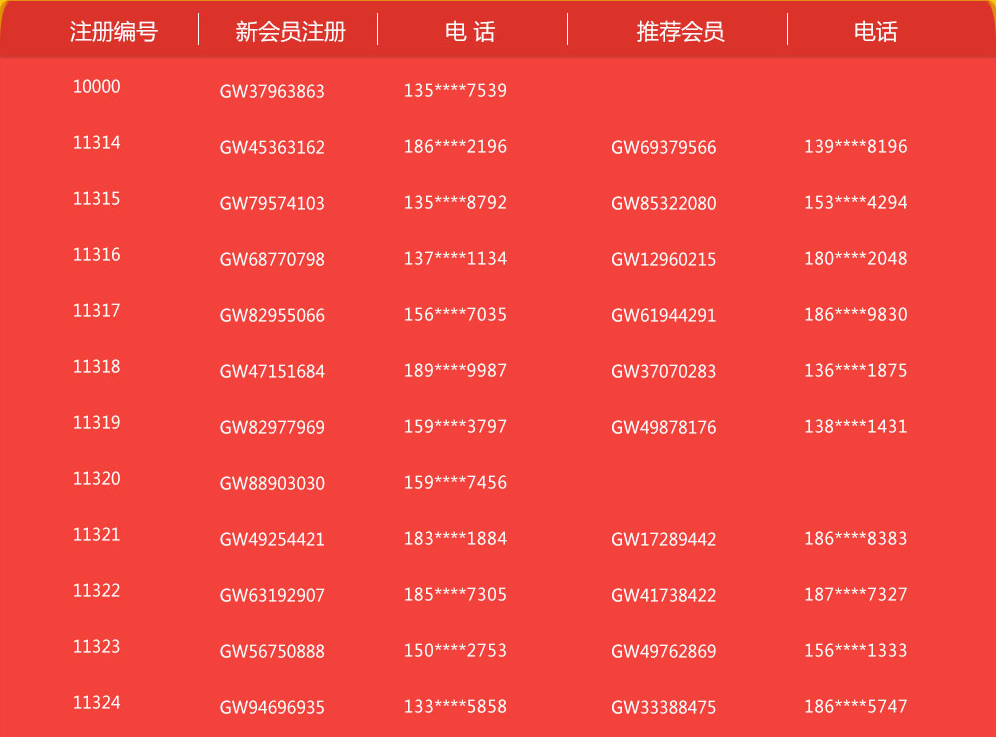 注册编号 新会员注册 电 话 推荐会员 电话
10000 GW37963863 135****7539
11314 GW45363162 186****2196 GW69379566 139****8196
11315 GW79574103 135****8792 GW85322080 153****4294
11316 GW68770798 137****1134 GW12960215 180****2048
11317 GW82955066 156****7035 GW61944291 186****9830
11318 GW47151684 189****9987 GW37070283 136****1875
11319 GW82977969 159****3797 GW49878176 138****1431
11320 GW88903030 159****7456
11321 GW49254421 183****1884 GW17289442 186****8383
11322 GW63192907 185****7305 GW41738422 187****7327
11323 GW56750888 150****2753 GW49762869 156****1333
11324 GW94696935 133****5858 GW33388475 186****5747